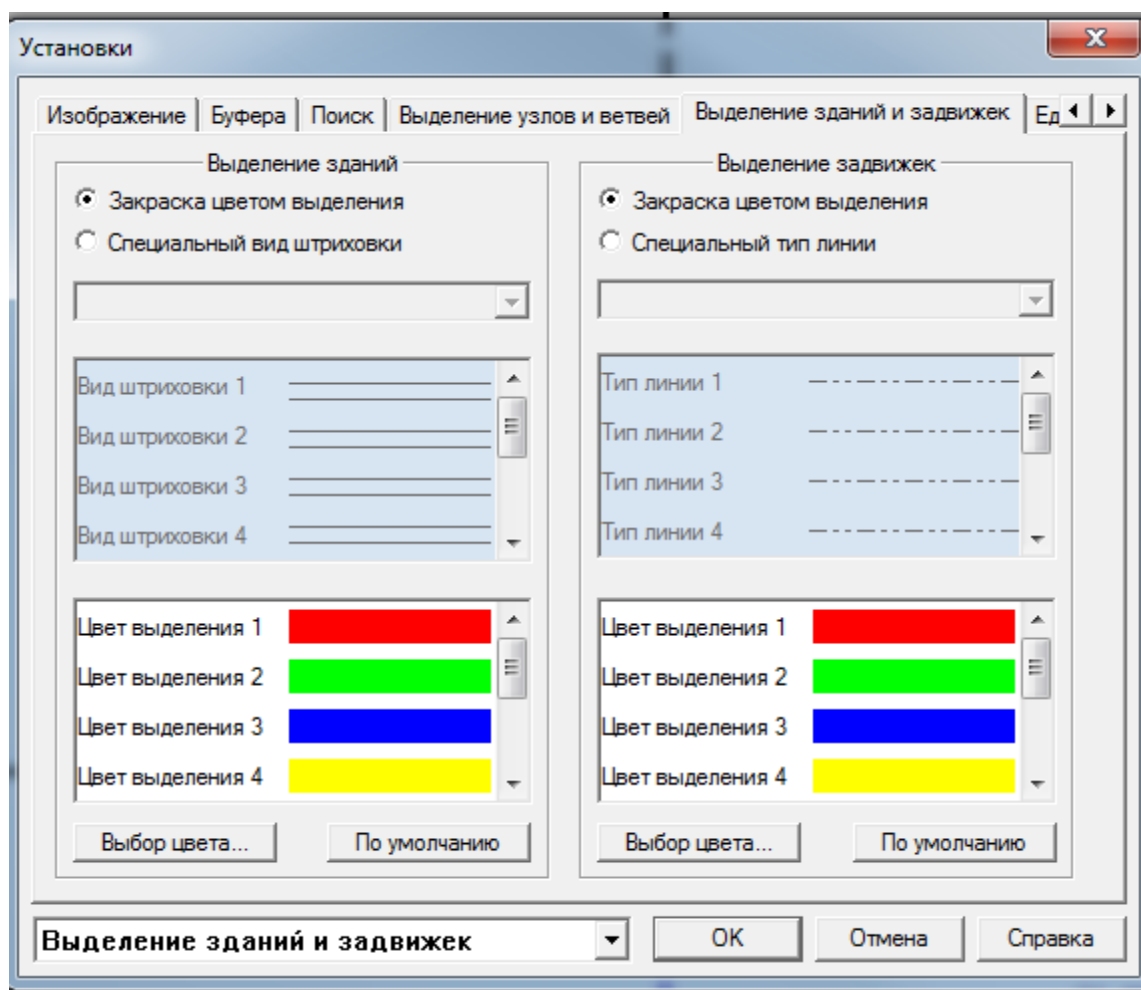 Установки
Изображение Буфера Поиск Выделение узлов и ветвей Выделение зданий и задвижек Ед
Выделение зданий
Закраска цветом выделения
Специальный вид штриховки
Вид штриховки 1
Вид штриховки 2
Вид штриховки 3
Вид штриховки 4
Цвет выделения 1
Цвет выделения 2
Цвет выделения 3
Цвет выделения 4
Выбор цвета... По умолчанию
Выделение задвижек
Закраска цветом выделения
Специальный тип линии
Тип линии 1
Тип линии 2
Тип линии 3
Тип линии 4
Цвет выделения 1
Цвет выделения 2
Цвет выделения 3
Цвет выделения 4
Выбор цвета... По умолчанию
Выделение зданий и задвижек OK Отмена Справка